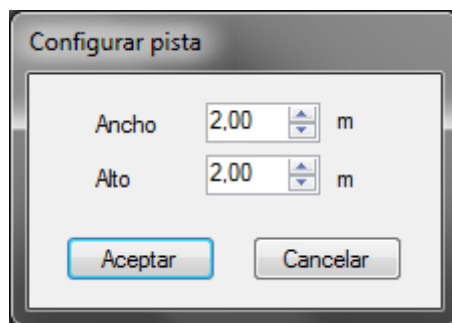 Configurar pista
Ancho 2,00 m
Alto 2,00 m
Aceptar Cancelar